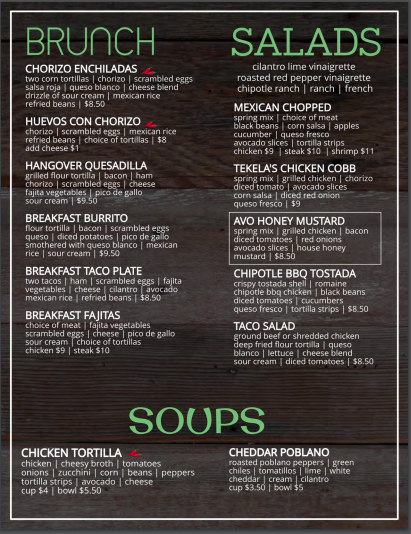 BRUNCH
CHORIZO ENCHILADAS
two corn tortillas | chorizo | scrambled eggs
salsa roja | queso blanco | cheese blend
drizzle of sour cream | mexican rice
refried beans | $8.50
HUEVOS CON CHORIZO
chorizo | scrambled eggs | mexican rice
refried beans | choice of tortillas | $8
add cheese $1
HANGOVER QUESADILLA
grilled flour tortilla | bacon | ham
chorizo | scrambled eggs | cheese
fajita vegetables | pico de gallo
sour cream | $9.50
BREAKFAST BURRITO
flour tortilla | bacon | scrambled eggs
queso | diced potatoes | pico de gallo
smothered with queso blanco | mexican
rice | sour cream | $9.50
BREAKFAST TACO PLATE
two tacos | ham | scrambled eggs | fajita
vegetables | cheese | cilantro | avocado
mexican rice | refried beans | $8.50
BREAKFAST FAJITAS
choice of meat | fajita vegetables
scrambled eggs | cheese | pico de gallo
sour cream | choice of tortillas
chicken $9 | steak $10
SALADS
cilantro lime vinaigrette
roasted red pepper vinaigrette
chipotle ranch | ranch | french
MEXICAN CHOPPED
spring mix | choice of meat
black beans | corn salsa | apples
cucumber | queso fresco
avocado slices | tortilla strips
chicken $9 | steak $10 | shrimp $11
TEKELA'S CHICKEN COBB
spring mix | grilled chicken | chorizo
diced tomato | avocado slices
corn salsa | diced red onion
queso fresco | $9
AVO HONEY MUSTARD
spring mix | grilled chicken | bacon
diced tomatoes | red onions
avocado slices | house honey
mustard | $8.50
CHIPOTLE BBQ TOSTADA
crispy tostada shell | romaine
chipotle bbq chicken | black beans
diced tomatoes | cucumbers
queso fresco | tortilla strips | $8.50
TACO SALAD
ground beef or shredded chicken
deep fried flour tortilla | queso
blanco | lettuce | cheese blend
sour cream | diced tomatoes | $8.50
SOUPS
CHICKEN TORTILLA
chicken | cheesy broth | tomatoes
onions | zucchini | corn | beans | peppers
tortilla strips | avocado | cheese
cup $4 | bowl $5.50
CHEDDAR POBLANO
roasted poblano peppers | green
chiles | tomatillos | lime | white
cheddar | cream | cilantro
cup $3.50 | bowl $5